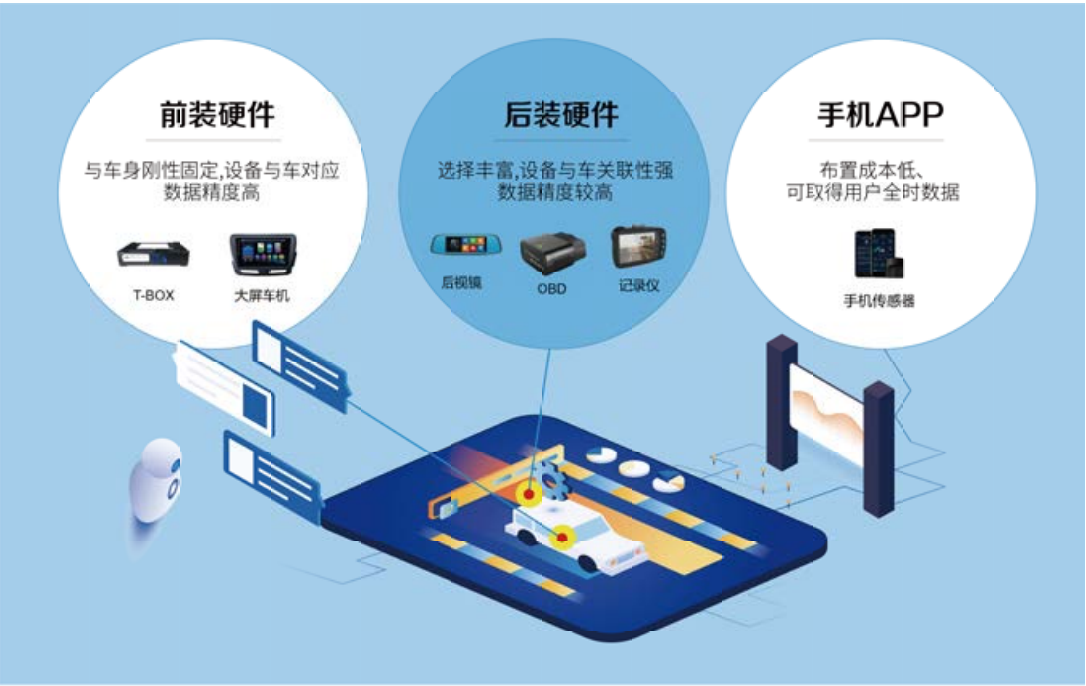 前装硬件
与车身刚性固定,设备与车对应
数据精度高
T-BOX
大屏车机
后装硬件
选择丰富,设备与车关联性强
数据精度较高
后视镜
OBD
记录仪
手机APP
布置成本低、
可取得用户全时数据
手机传感器